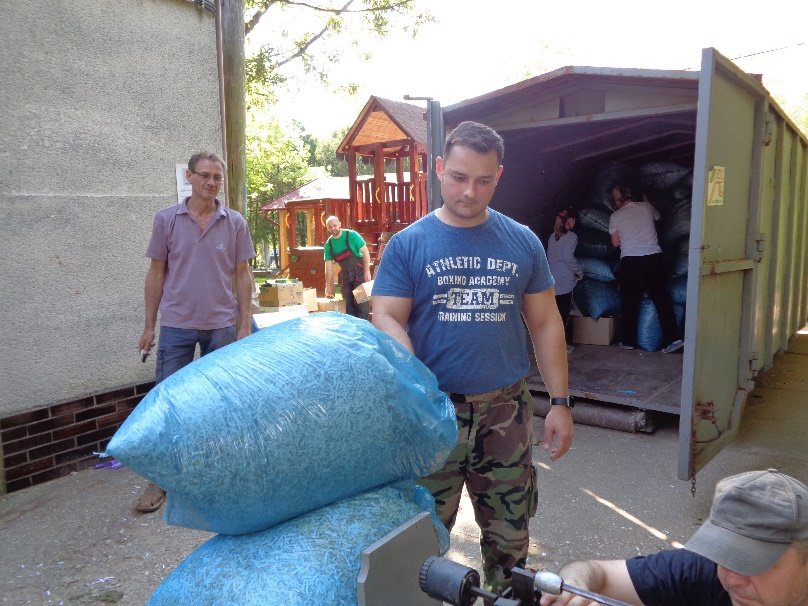 ATHLETIC DEPT.
BOXING ACADEMY
TEAM
TRAINING SESSION